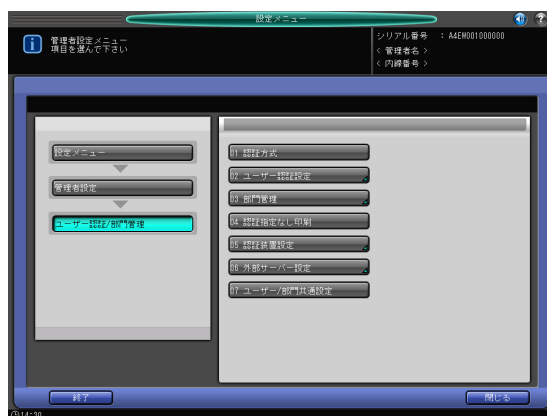 設定メニュー
管理者設定メニュー
項目を選んで下さい
シリアル番号 : A4EM001000000
< 管理者名 >
< 内線番号 >
設定メニュー
管理者設定
ユーザー認証/部門管理
01 認証方式
02 ユーザー認証設定
03 部門管理
04 認証指定なし印刷
05 認証装置設定
06 外部サーバー設定
07 ユーザー/部門共通設定
終了
閉じる
14:30